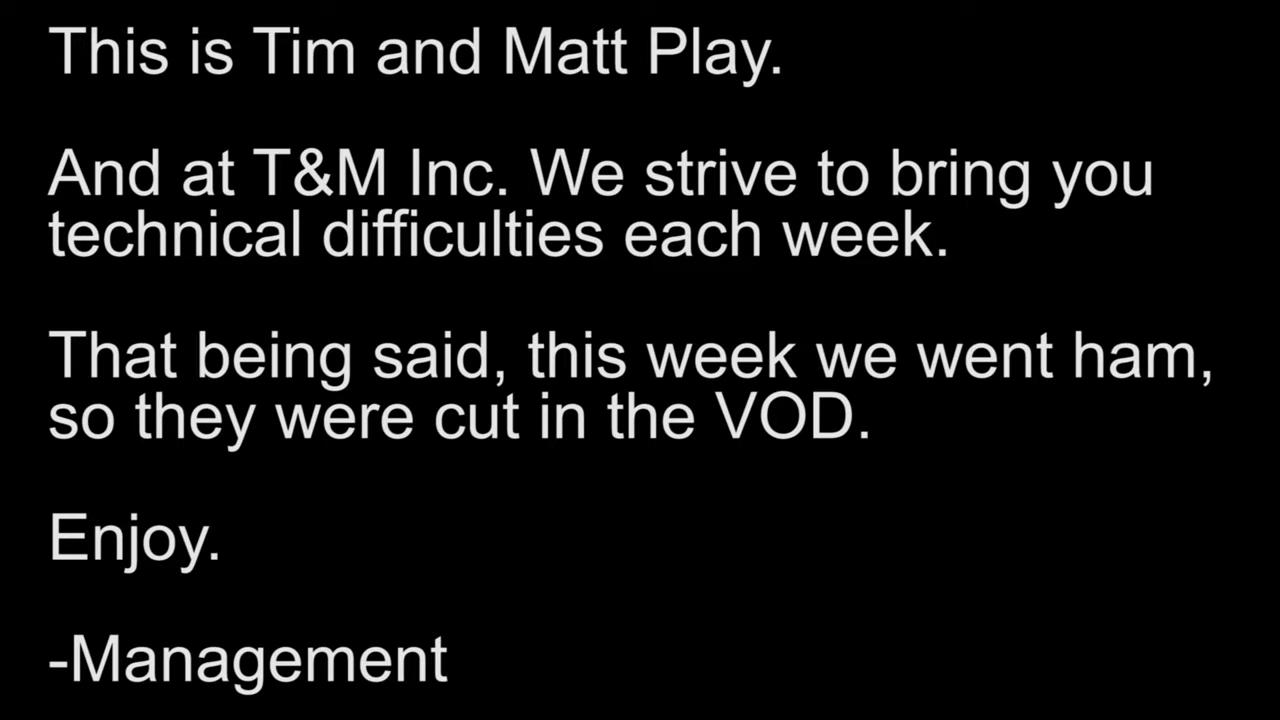 This is Tim and Matt Play.
And at T&M Inc. We strive to bring you
technical difficulties each week.
That being said, this week we went ham,
so they were cut in the VOD.
Enjoy.
-Management